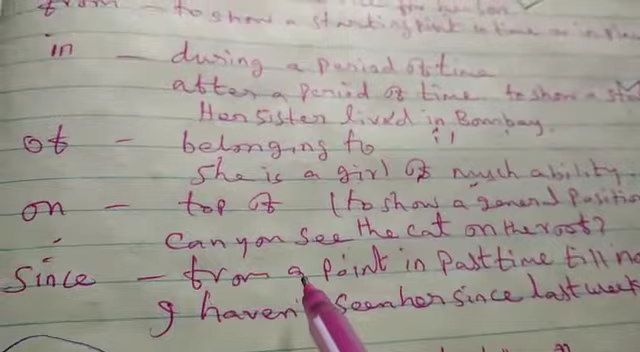 from - to show a starting point in time or in place
in - during a period of time
after a period of time to show a
Her sister lived in Bombay.
of - belonging to
She is a girl of much ability.
on - top of (to show a general Position
Can you see the cat on the roof?
Since - from a point in past time till
I haven't seen her since last week